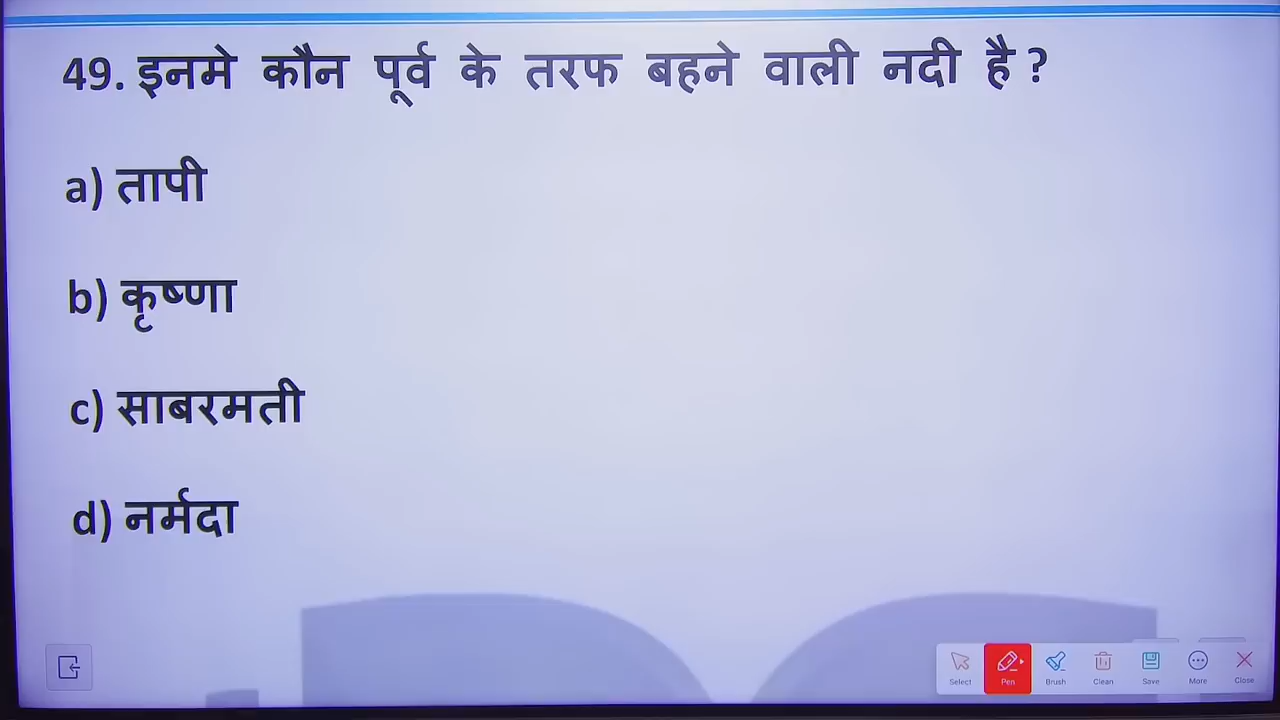 49. इनमे कौन पूर्व के तरफ बहने वाली नदी है ?
a) तापी
b) कृष्णा
c) साबरमती
d) नर्मदा
Select Pen Brush Clean Save More Close